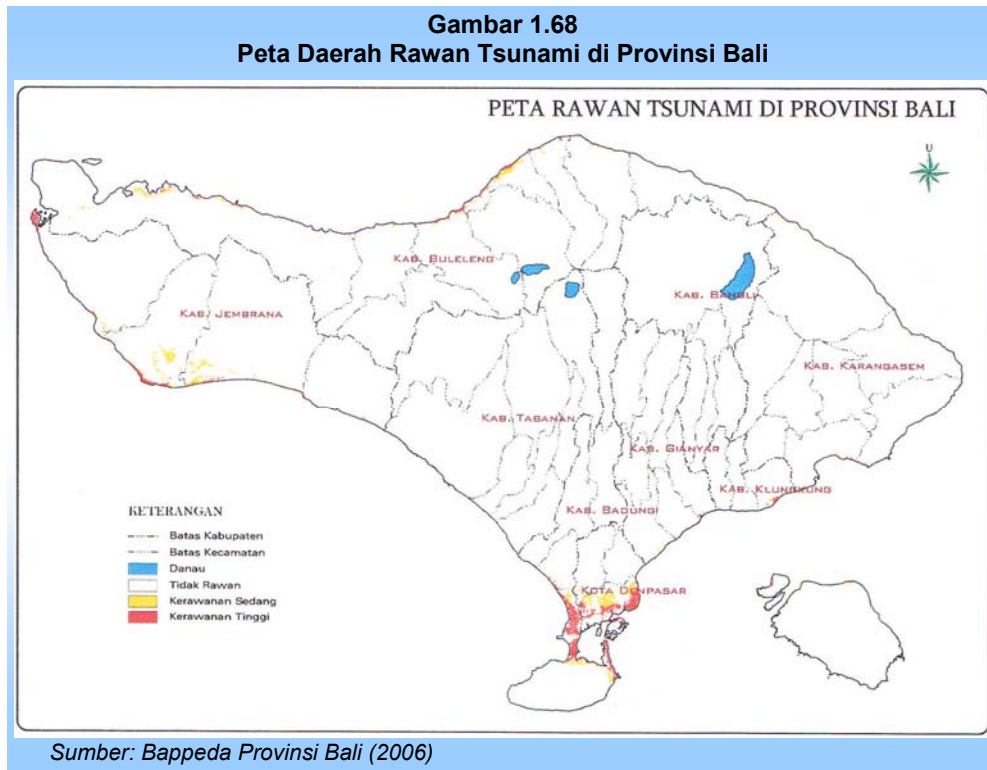 Gambar 1.68
Peta Daerah Rawan Tsunami di Provinsi Bali
PETA RAWAN TSUNAMI DI PROVINSI BALI
U
KAB. BULELENG
KAB. BANGLI
KAB. JEMBRANA
KAB. KARANGASEM
KAB. TABANAN
KAB. GIANYAR
KAB. KLUNGKUNG
KAB. BADUNG
KOTA DENPASAR
KETERANGAN
Batas Kabupaten
Batas Kecamatan
Danau
Tidak Rawan
Kerawanan Sedang
Kerawanan Tinggi
Sumber: Bappeda Provinsi Bali (2006)